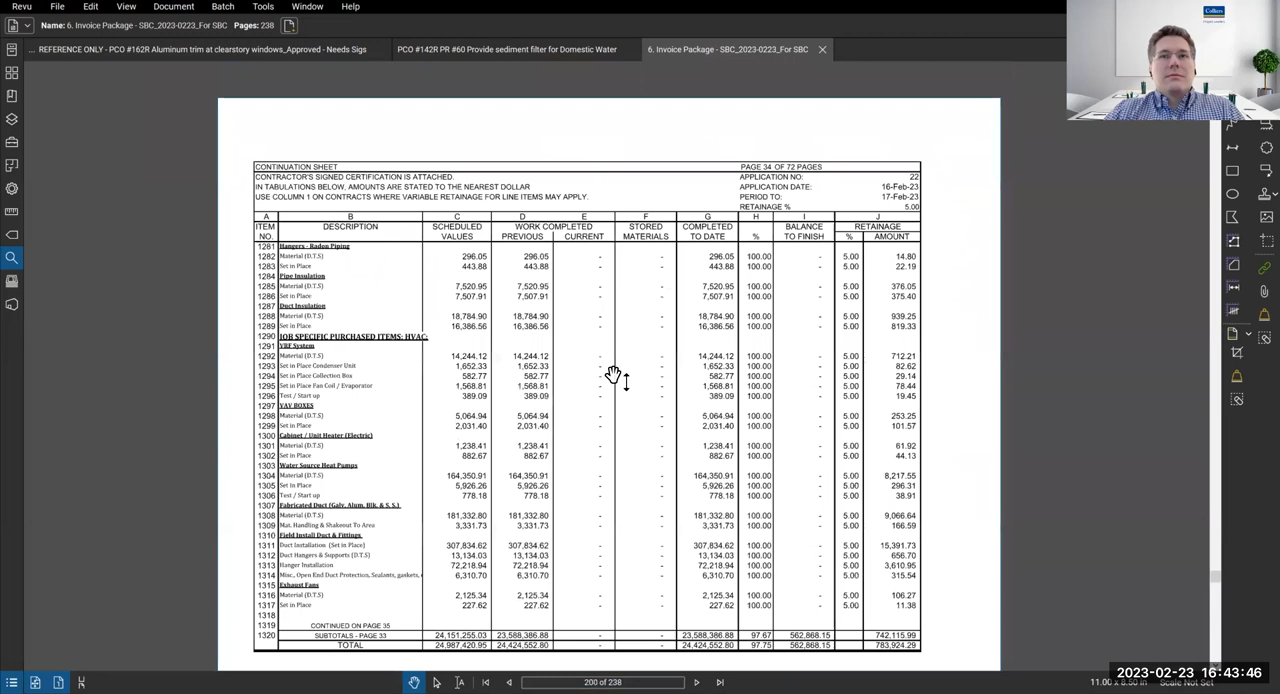 Revu File Edit View Document Batch Tools Window Help
Name: 6. Invoice Package - SBC_2023-0223_For SBC Pages: 238
... REFERENCE ONLY - PCO #162R Aluminum trim at clearstory windows_Approved - Needs Sigs PCO #142R PR #60 Provide sediment filter for Domestic Water 6. Invoice Package - SBC_2023-0223_For SBC
Colliers
CONTINUATION SHEET PAGE 34 OF 72 PAGES
CONTRACTOR'S SIGNED CERTIFICATION IS ATTACHED. APPLICATION NO: 22
IN TABULATIONS BELOW, AMOUNTS ARE STATED TO THE NEAREST DOLLAR APPLICATION DATE: 16-Feb-23
USE COLUMN 1 ON CONTRACTS WHERE VARIABLE RETAINAGE FOR LINE ITEMS MAY APPLY. PERIOD TO: 17-Feb-23
RETAINAGE % 5.00
A B C D E F G H I J
ITEM DESCRIPTION SCHEDULED WORK COMPLETED STORED COMPLETED BALANCE RETAINAGE
NO. VALUES PREVIOUS CURRENT MATERIALS TO DATE % TO FINISH % AMOUNT
1281 Hangers - Radon Piping
1282 Material (D.T.S) 296.05 296.05 - - 296.05 100.00 - 5.00 14.80
1283 Set in Place 443.88 443.88 - - 443.88 100.00 - 5.00 22.19
1284 Pipe Insulation
1285 Material (D.T.S) 7,520.95 7,520.95 - - 7,520.95 100.00 - 5.00 376.05
1286 Set in Place 7,507.91 7,507.91 - - 7,507.91 100.00 - 5.00 375.40
1287 Duct Insulation
1288 Material (D.T.S) 18,784.90 18,784.90 - - 18,784.90 100.00 - 5.00 939.25
1289 Set in Place 16,386.56 16,386.56 - - 16,386.56 100.00 - 5.00 819.33
1290 JOB SPECIFIC PURCHASED ITEMS: HVAC:
1291 VRF System
1292 Material (D.T.S) 14,244.12 14,244.12 - - 14,244.12 100.00 - 5.00 712.21
1293 Set in Place Condenser Unit 1,652.33 1,652.33 - - 1,652.33 100.00 - 5.00 82.62
1294 Set in Place Collection Box 582.77 582.77 - - 582.77 100.00 - 5.00 29.14
1295 Set in Place Fan Coil / Evaporator 1,568.81 1,568.81 - - 1,568.81 100.00 - 5.00 78.44
1296 Test / Start up 389.09 389.09 - - 389.09 100.00 - 5.00 19.45
1297 VAV BOXES
1298 Material (D.T.S) 5,064.94 5,064.94 - - 5,064.94 100.00 - 5.00 253.25
1299 Set in Place 2,031.40 2,031.40 - - 2,031.40 100.00 - 5.00 101.57
1300 Cabinet / Unit Heater (Electric)
1301 Material (D.T.S) 1,238.41 1,238.41 - - 1,238.41 100.00 - 5.00 61.92
1302 Set in Place 882.67 882.67 - - 882.67 100.00 - 5.00 44.13
1303 Water Source Heat Pumps
1304 Material (D.T.S) 164,350.91 164,350.91 - - 164,350.91 100.00 - 5.00 8,217.55
1305 Set in Place 5,926.26 5,926.26 - - 5,926.26 100.00 - 5.00 296.31
1306 Test / Start up 778.18 778.18 - - 778.18 100.00 - 5.00 38.91
1307 Fabricated Duct (Galv, Alum, Blk, & S. S.)
1308 Material (D.T.S) 181,332.80 181,332.80 - - 181,332.80 100.00 - 5.00 9,066.64
1309 Mat. Handling & Shakeout To Area 3,331.73 3,331.73 - - 3,331.73 100.00 - 5.00 166.59
1310 Field Install Duct & Fittings
1311 Duct Installation (Set in Place) 307,834.62 307,834.62 - - 307,834.62 100.00 - 5.00 15,391.73
1312 Duct Hangers & Supports (D.T.S) 13,134.03 13,134.03 - - 13,134.03 100.00 - 5.00 656.70
1313 Hanger Installation 72,218.94 72,218.94 - - 72,218.94 100.00 - 5.00 3,610.95
1314 Misc, Open End Duct Protection, Sealants, gaskets, 6,310.70 6,310.70 - - 6,310.70 100.00 - 5.00 315.54
1315 Exhaust Fans
1316 Material (D.T.S) 2,125.34 2,125.34 - - 2,125.34 100.00 - 5.00 106.27
1317 Set in Place 227.62 227.62 - - 227.62 100.00 - 5.00 11.38
1318
1319 CONTINUED ON PAGE 35
1320 SUBTOTALS - PAGE 33 24,151,255.03 23,588,386.88 - - 23,588,386.88 97.67 562,868.15 742,115.99
TOTAL 24,987,420.95 24,424,552.80 - - 24,424,552.80 97.75 562,868.15 783,924.29
2023-02-23 16:43:46
200 of 238 Scale Not Set